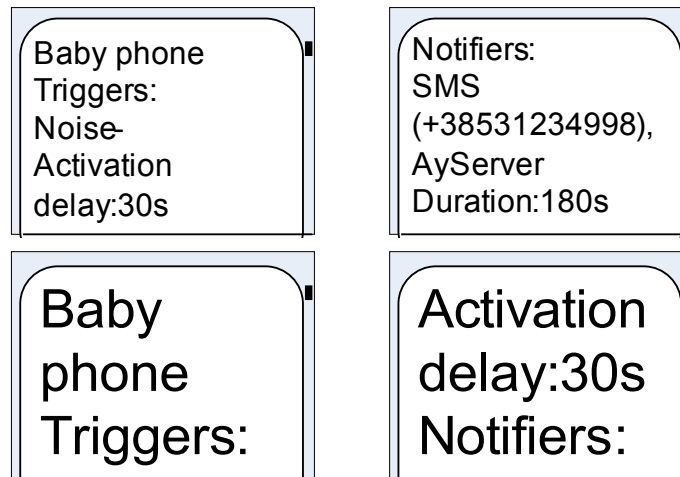 Baby phone
Triggers:
Noise-
Activation
delay:30s
Notifiers:
SMS
(+38531234998),
AyServer
Duration:180s
Baby
phone
Triggers:
Activation
delay:30s
Notifiers: